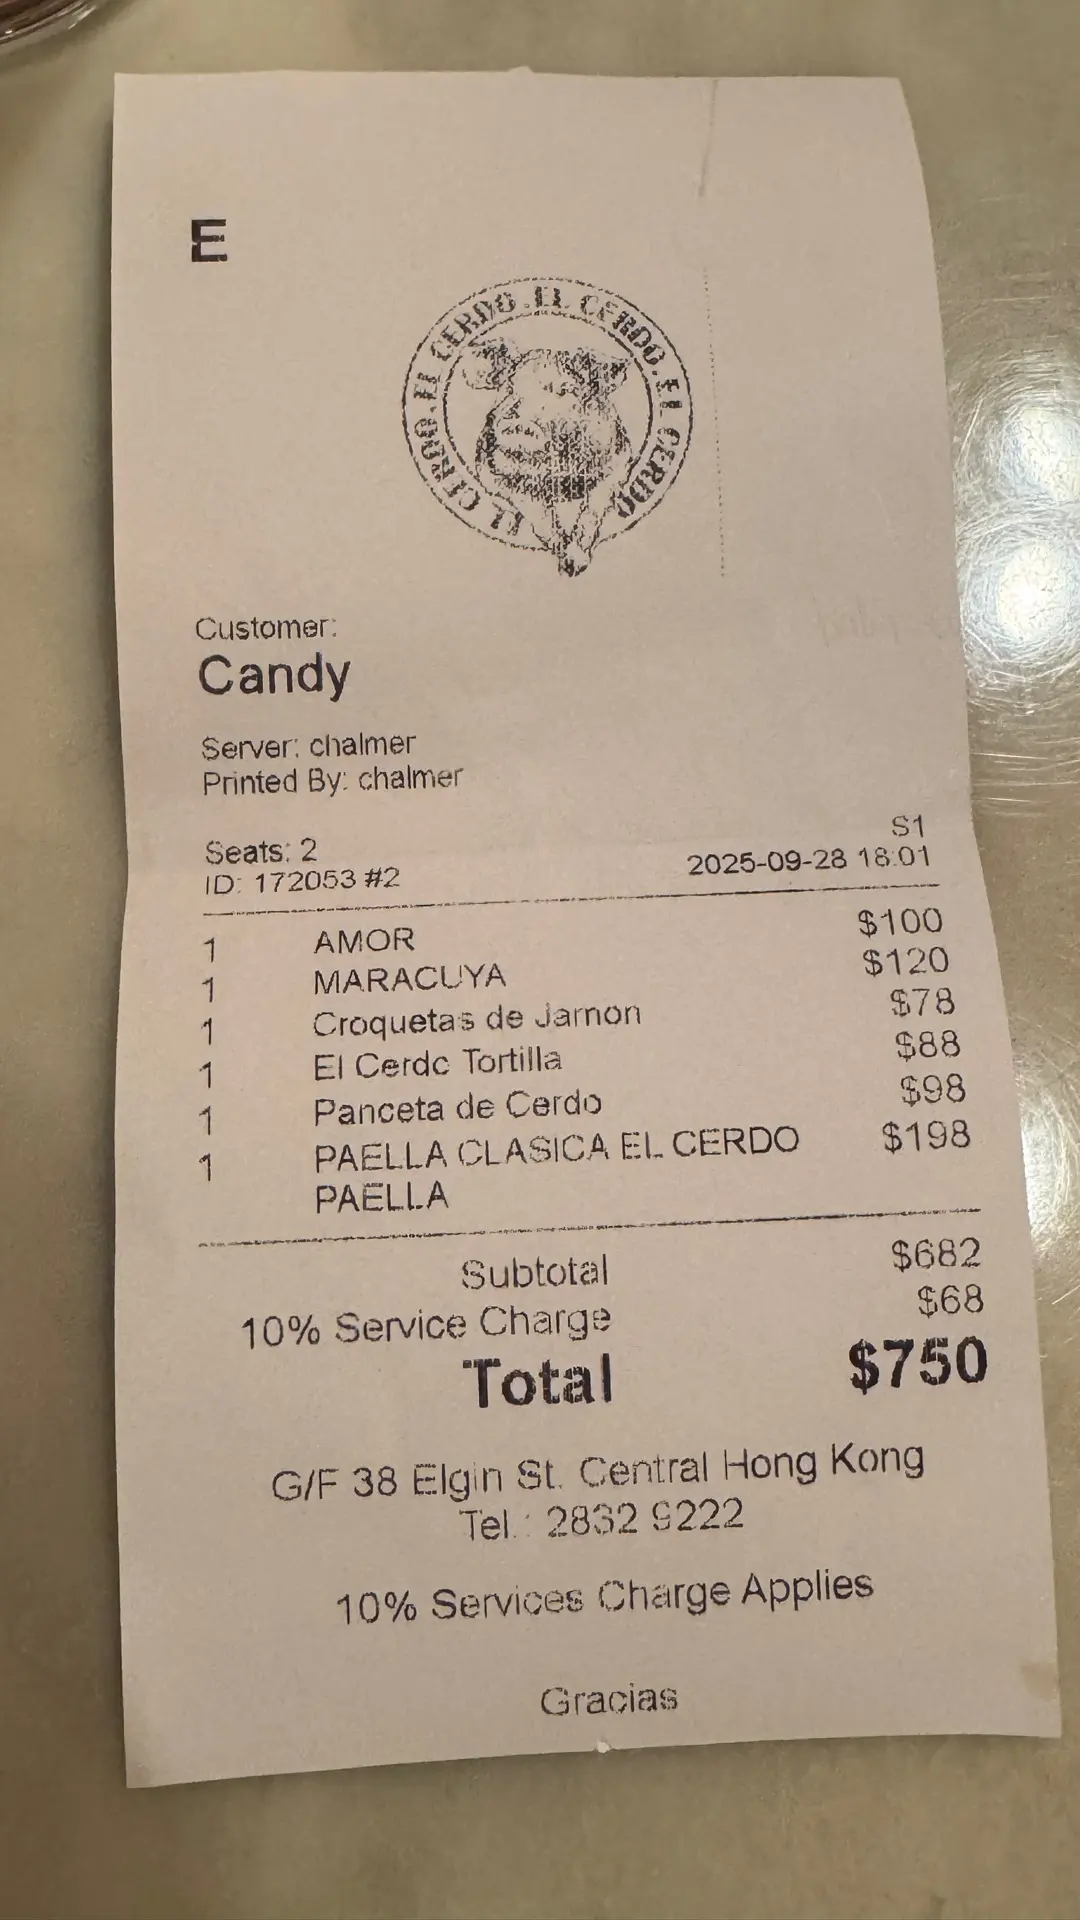 E
EL CERDO . EL CERDO . EL CERDO . EL CERDO . EL CERDO
Customer:
Candy
Server: chalmer
Printed By: chalmer
S1
Seats: 2
2025-09-28 18:01
ID: 172053 #2
1 AMOR $100
1 MARACUYA $120
1 Croquetas de Jamon $78
1 El Cerdo Tortilla $88
1 Panceta de Cerdo $98
1 PAELLA CLASICA EL CERDO $198
PAELLA
Subtotal $682
10% Service Charge $68
Total $750
G/F 38 Elgin St. Central Hong Kong
Tel.: 2832 9222
10% Services Charge Applies
Gracias